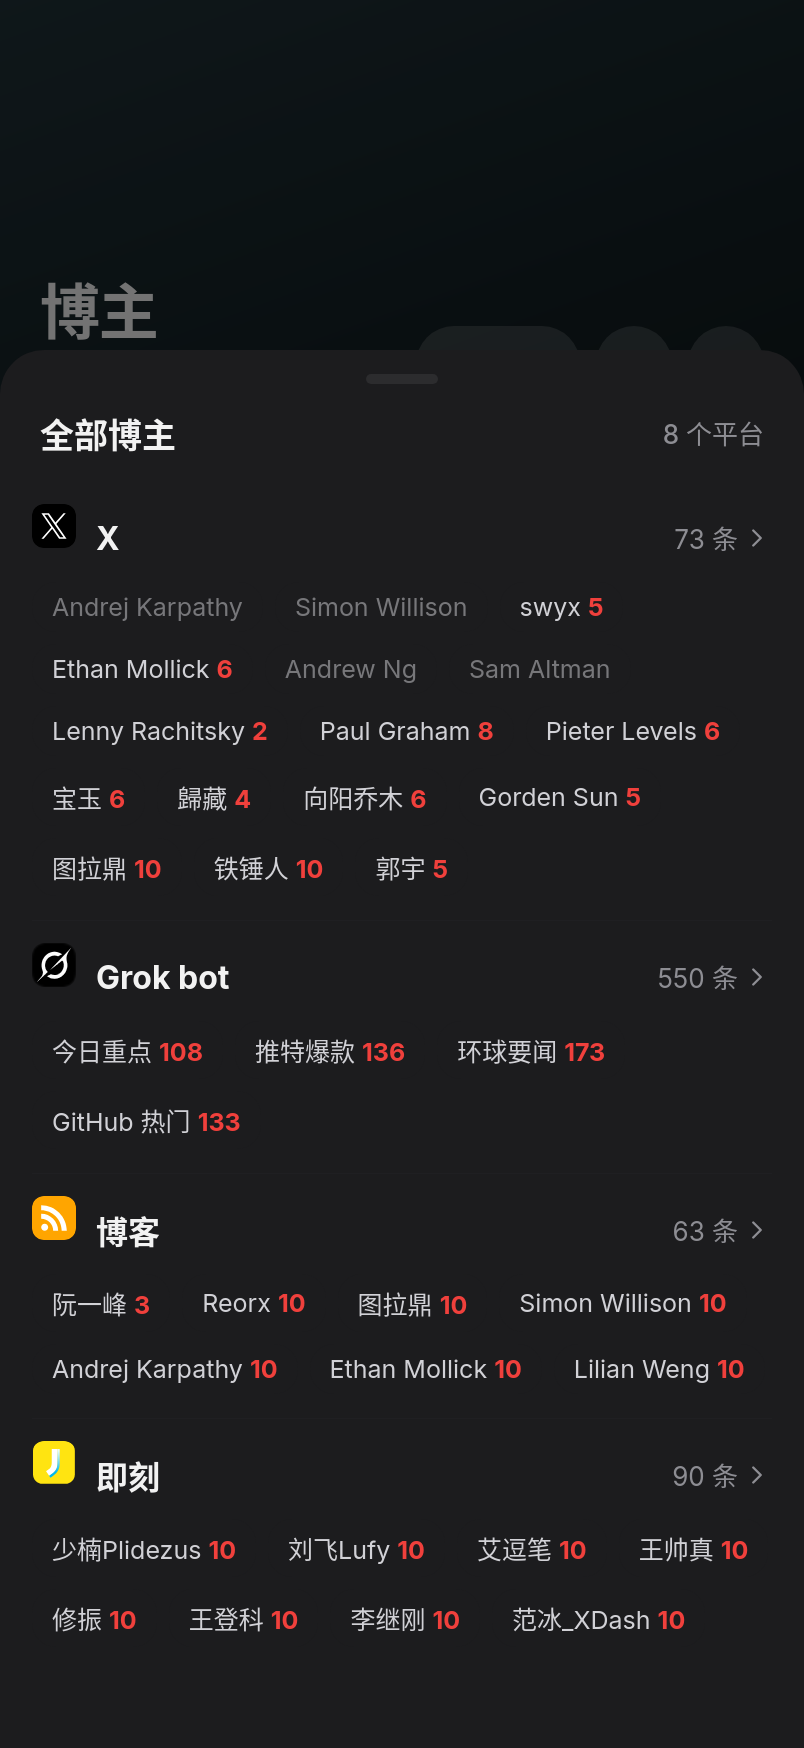 博主
全部博主 8 个平台
X 73 条
Andrej Karpathy Simon Willison swyx 5
Ethan Mollick 6 Andrew Ng Sam Altman
Lenny Rachitsky 2 Paul Graham 8 Pieter Levels 6
宝玉 6 歸藏 4 向阳乔木 6 Gorden Sun 5
图拉鼎 10 铁锤人 10 郭宇 5
Grok bot 550 条
今日重点 108 推特爆款 136 环球要闻 173
GitHub 热门 133
博客 63 条
阮一峰 3 Reorx 10 图拉鼎 10 Simon Willison 10
Andrej Karpathy 10 Ethan Mollick 10 Lilian Weng 10
即刻 90 条
少楠Plidezus 10 刘飞Lufy 10 艾逗笔 10 王帅真 10
修振 10 王登科 10 李继刚 10 范冰_XDash 10